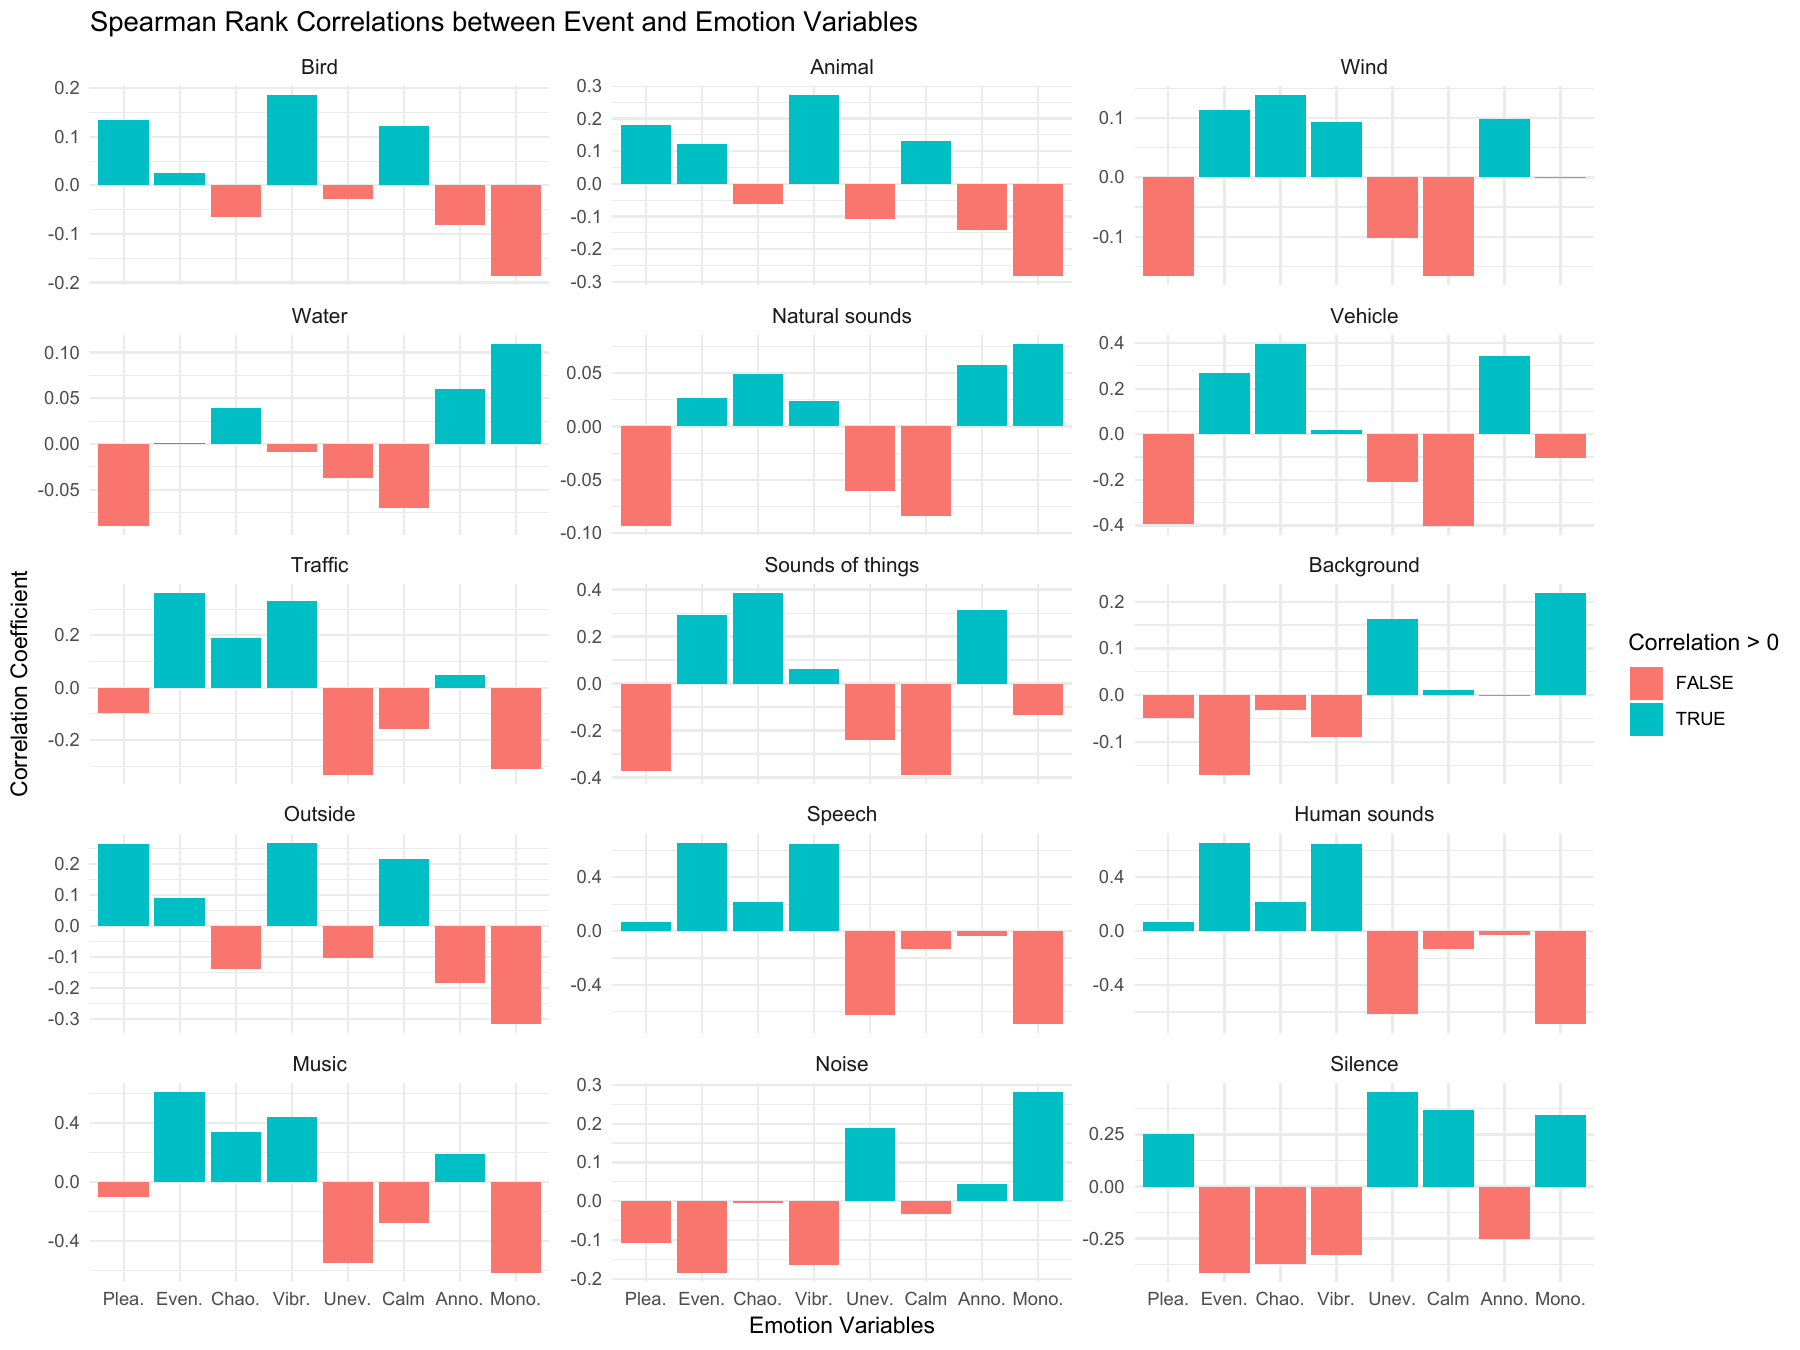 Spearman Rank Correlations between Event and Emotion Variables
Bird
Animal
Wind
0.2
0.1
0.0
-0.1
-0.2
0.3
0.2
0.1
0.0
-0.1
-0.2
-0.3
0.1
0.0
-0.1
Water
Natural sounds
Vehicle
0.10
0.05
0.00
-0.05
0.05
0.00
-0.05
-0.10
0.4
0.2
0.0
-0.2
-0.4
Traffic
Sounds of things
Background
0.2
0.0
-0.2
0.4
0.2
0.0
-0.2
-0.4
0.2
0.1
0.0
-0.1
Outside
Speech
Human sounds
0.2
0.1
0.0
-0.1
-0.2
-0.3
0.4
0.0
-0.4
0.4
0.0
-0.4
Music
Noise
Silence
0.4
0.0
-0.4
0.3
0.2
0.1
0.0
-0.1
-0.2
0.25
0.00
-0.25
Plea. Even. Chao. Vibr. Unev. Calm Anno. Mono.
Plea. Even. Chao. Vibr. Unev. Calm Anno. Mono.
Plea. Even. Chao. Vibr. Unev. Calm Anno. Mono.
Emotion Variables
Correlation Coefficient
Correlation > 0
FALSE
TRUE